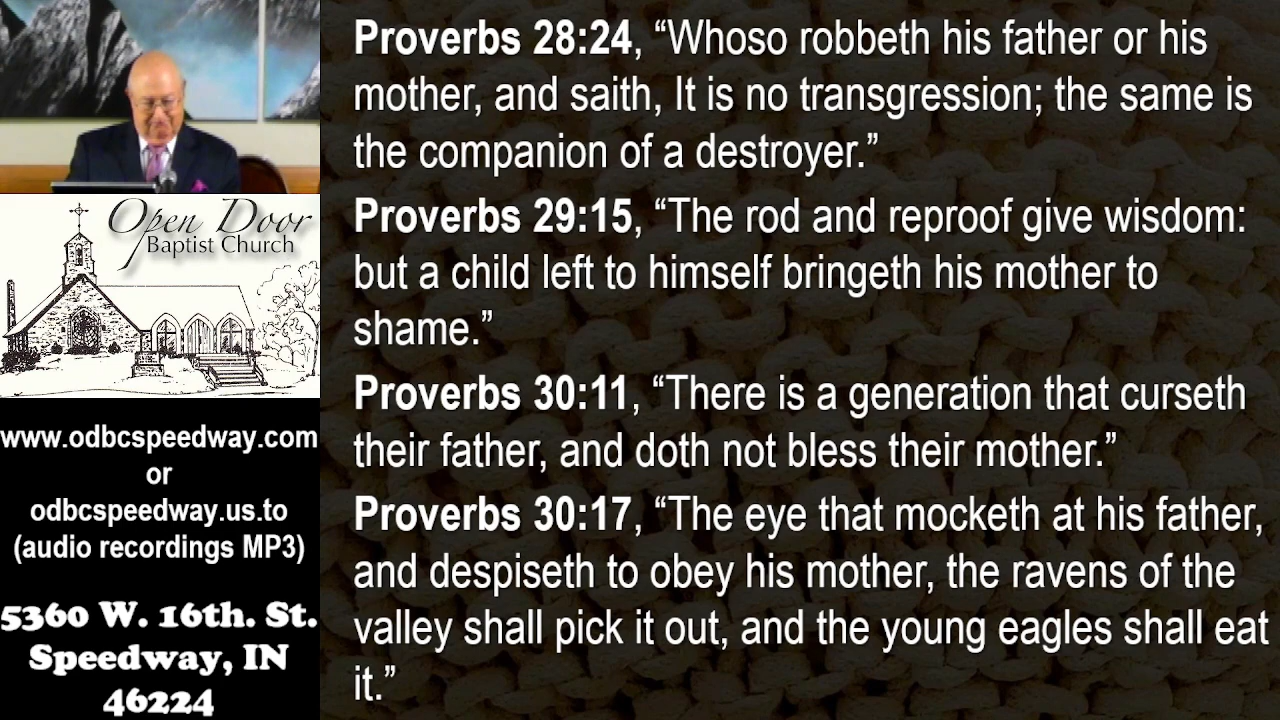 Open Door
Baptist Church
www.odbcspeedway.com
or
odbcspeedway.us.to
(audio recordings MP3)
5360 W. 16th. St.
Speedway, IN
46224
Proverbs 28:24, “Whoso robbeth his father or his
mother, and saith, It is no transgression; the same is
the companion of a destroyer.”
Proverbs 29:15, “The rod and reproof give wisdom:
but a child left to himself bringeth his mother to
shame.”
Proverbs 30:11, “There is a generation that curseth
their father, and doth not bless their mother.”
Proverbs 30:17, “The eye that mocketh at his father,
and despiseth to obey his mother, the ravens of the
valley shall pick it out, and the young eagles shall eat
it.”